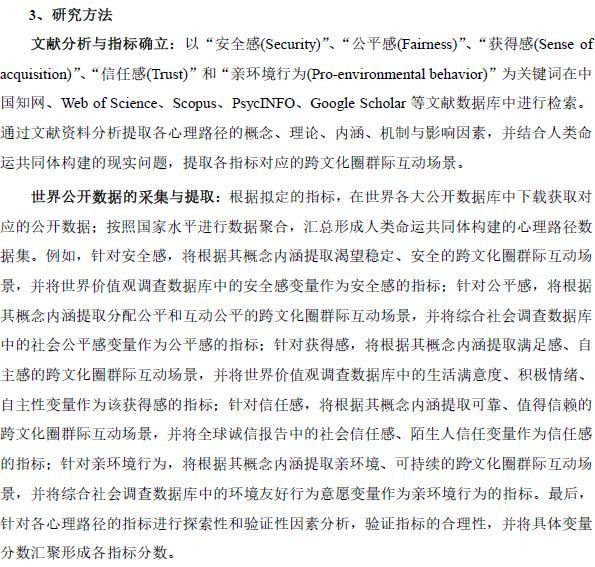 3、研究方法
文献分析与指标确立：以“安全感(Security)”、“公平感(Fairness)”、“获得感(Sense of
acquisition)”、“信任感(Trust)”和“亲环境行为(Pro-environmental behavior)”为关键词在中
国知网、Web of Science、Scopus、PsycINFO、Google Scholar 等文献数据库中进行检索。
通过文献资料分析提取各心理路径的概念、理论、内涵、机制与影响因素，并结合人类命
运共同体构建的现实问题，提取各指标对应的跨文化圈群际互动场景。
世界公开数据的采集与提取：根据拟定的指标，在世界各大公开数据库中下载获取对
应的公开数据；按照国家水平进行数据聚合，汇总形成人类命运共同体构建的心理路径数
据集。例如，针对安全感，将根据其概念内涵提取渴望稳定、安全的跨文化圈群际互动场
景，并将世界价值观调查数据库中的安全感变量作为安全感的指标；针对公平感，将根据
其概念内涵提取分配公平和互动公平的跨文化圈群际互动场景，并将综合社会调查数据库
中的社会公平感变量作为公平感的指标；针对获得感，将根据其概念内涵提取满足感、自
主感的跨文化圈群际互动场景，并将世界价值观调查数据库中的生活满意度、积极情绪、
自主性变量作为该获得感的指标；针对信任感，将根据其概念内涵提取可靠、值得信赖的
跨文化圈群际互动场景，并将全球诚信报告中的社会信任感、陌生人信任变量作为信任感
的指标；针对亲环境行为，将根据其概念内涵提取亲环境、可持续的跨文化圈群际互动场
景，并将综合社会调查数据库中的环境友好行为意愿变量作为亲环境行为的指标。最后，
针对各心理路径的指标进行探索性和验证性因素分析，验证指标的合理性，并将具体变量
分数汇聚形成各指标分数。